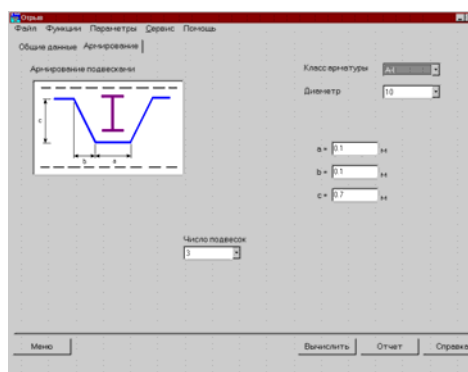 Отрыв
Файл Функции Параметры Сервис Помощь
Общие данные Армирование
Армирование подвесками
Класс арматуры A-I
Диаметр 10
c
b a
a = 0.1 м
b = 0.1 м
c = 0.7 м
Число подвесок
3
Меню Вычислить Отчет Справка